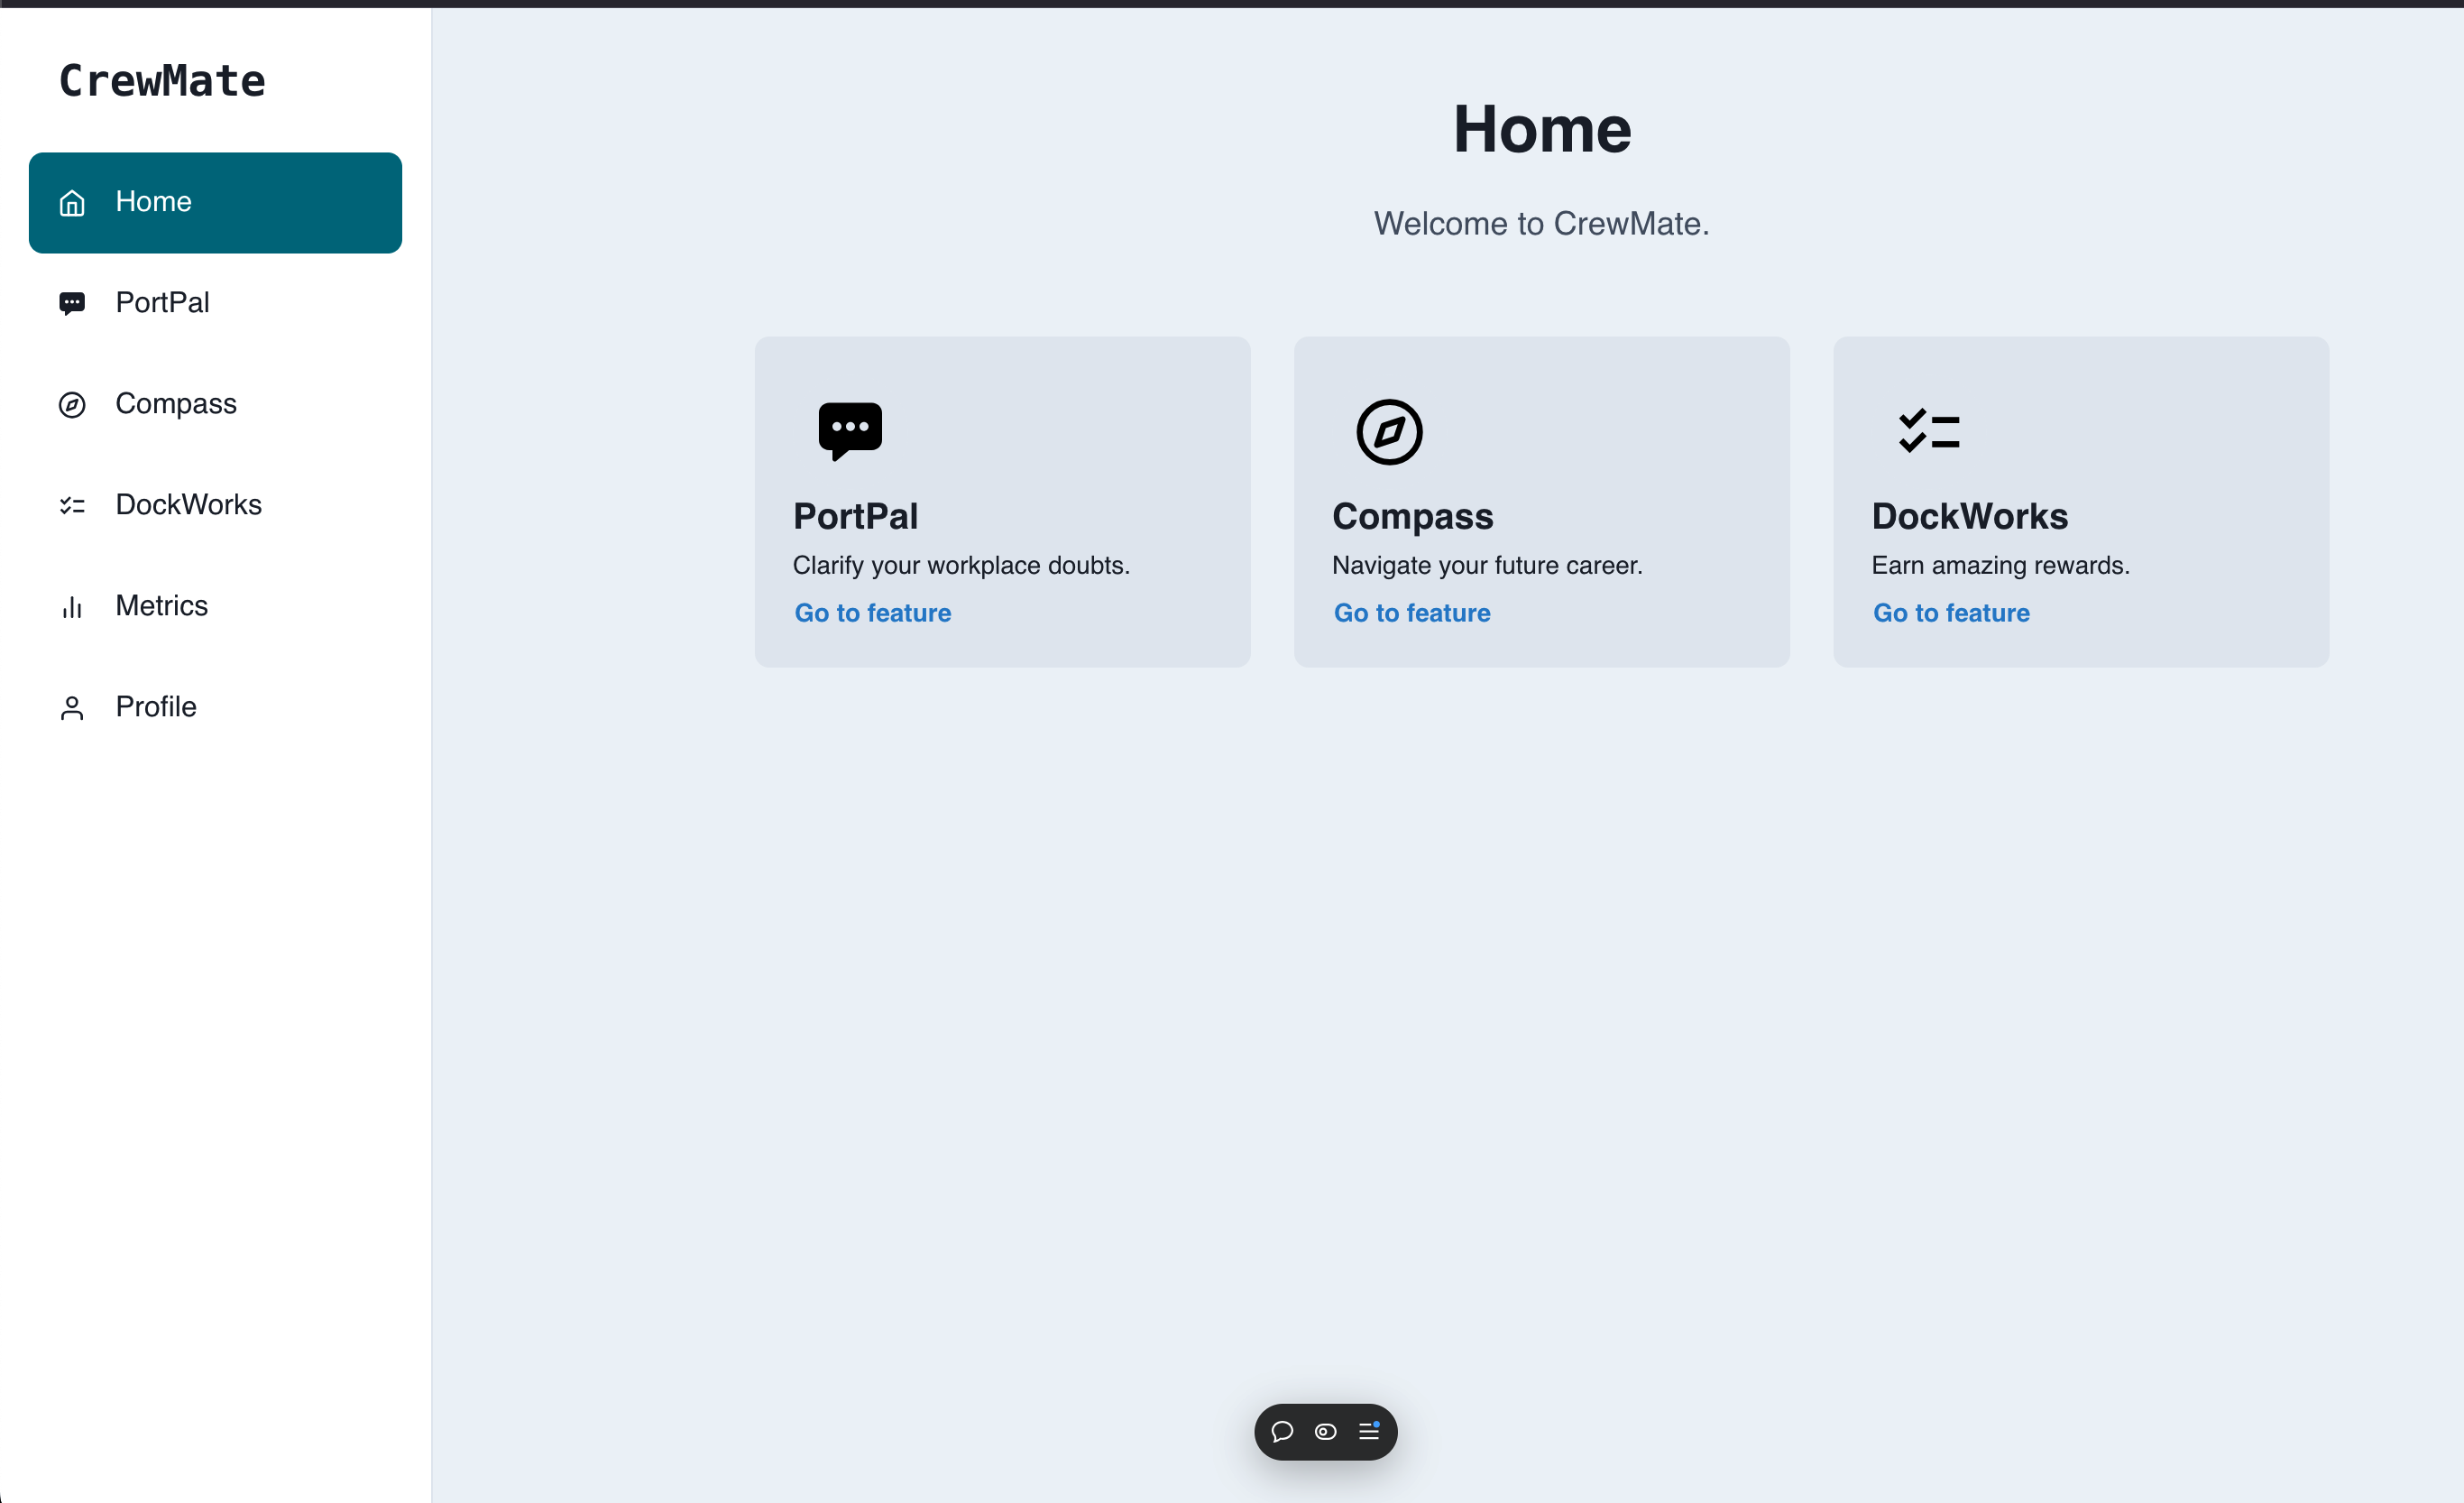 CrewMate
Home
PortPal
Compass
DockWorks
Metrics
Profile
Home
Welcome to CrewMate.
PortPal
Clarify your workplace doubts.
Go to feature
Compass
Navigate your future career.
Go to feature
DockWorks
Earn amazing rewards.
Go to feature